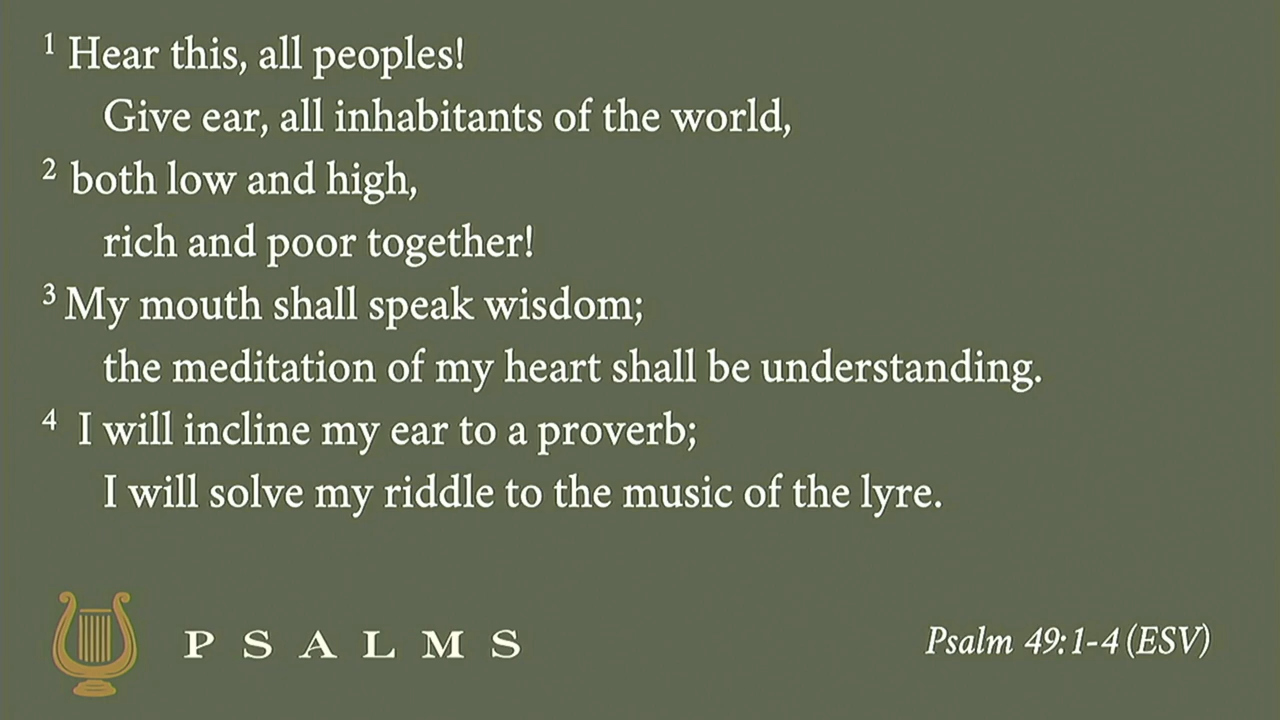 1 Hear this, all peoples!
Give ear, all inhabitants of the world,
2 both low and high,
rich and poor together!
3 My mouth shall speak wisdom;
the meditation of my heart shall be understanding.
4 I will incline my ear to a proverb;
I will solve my riddle to the music of the lyre.
PSALMS
Psalm 49:1-4 (ESV)